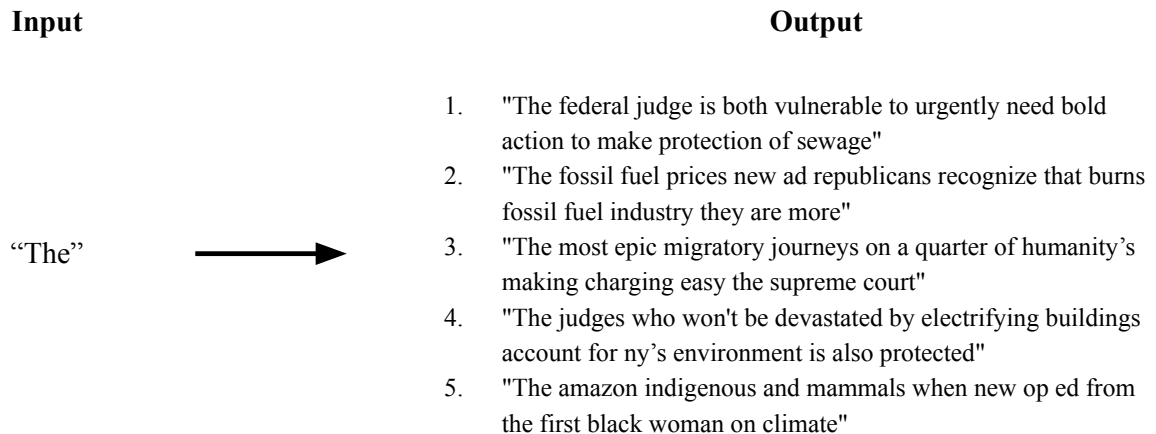 Input Output
1. "The federal judge is both vulnerable to urgently need bold
action to make protection of sewage"
2. "The fossil fuel prices new ad republicans recognize that burns
fossil fuel industry they are more"
“The”
3. "The most epic migratory journeys on a quarter of humanity’s
making charging easy the supreme court"
4. "The judges who won't be devastated by electrifying buildings
account for ny’s environment is also protected"
5. "The amazon indigenous and mammals when new op ed from
the first black woman on climate"